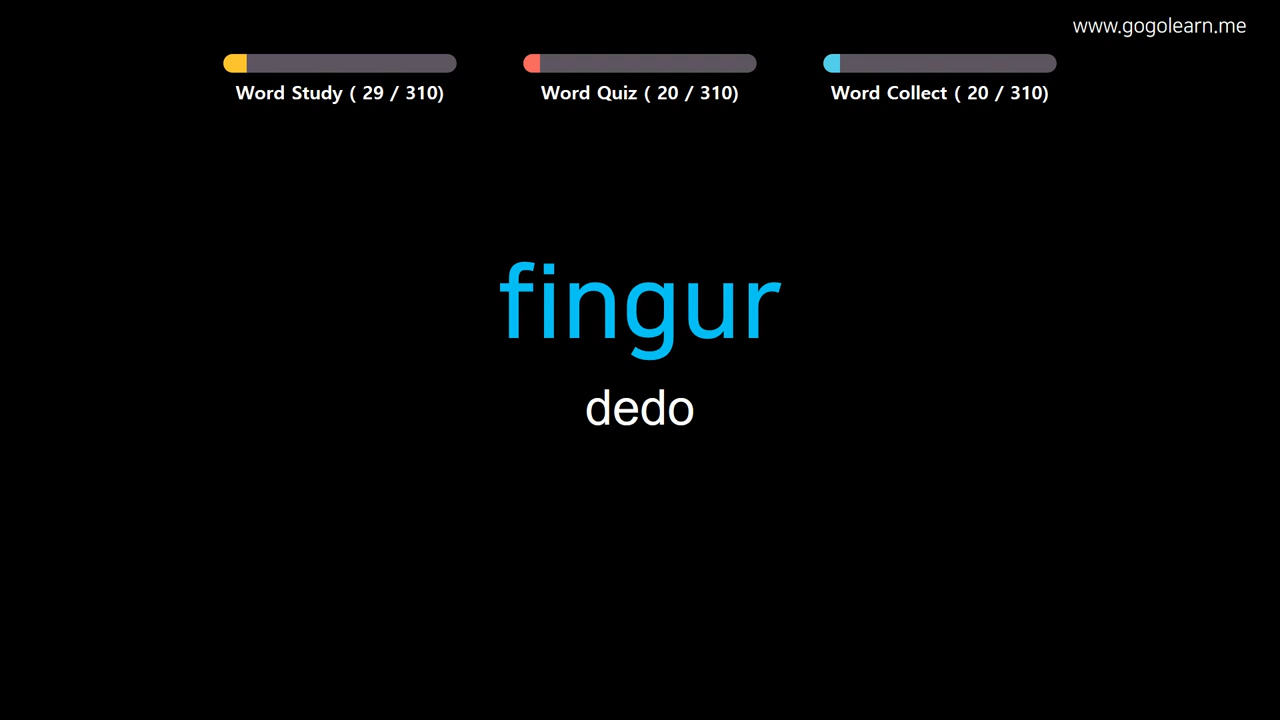 www.gogolearn.me
Word Study ( 29 / 310)
Word Quiz ( 20 / 310)
Word Collect ( 20 / 310)
fingur
dedo